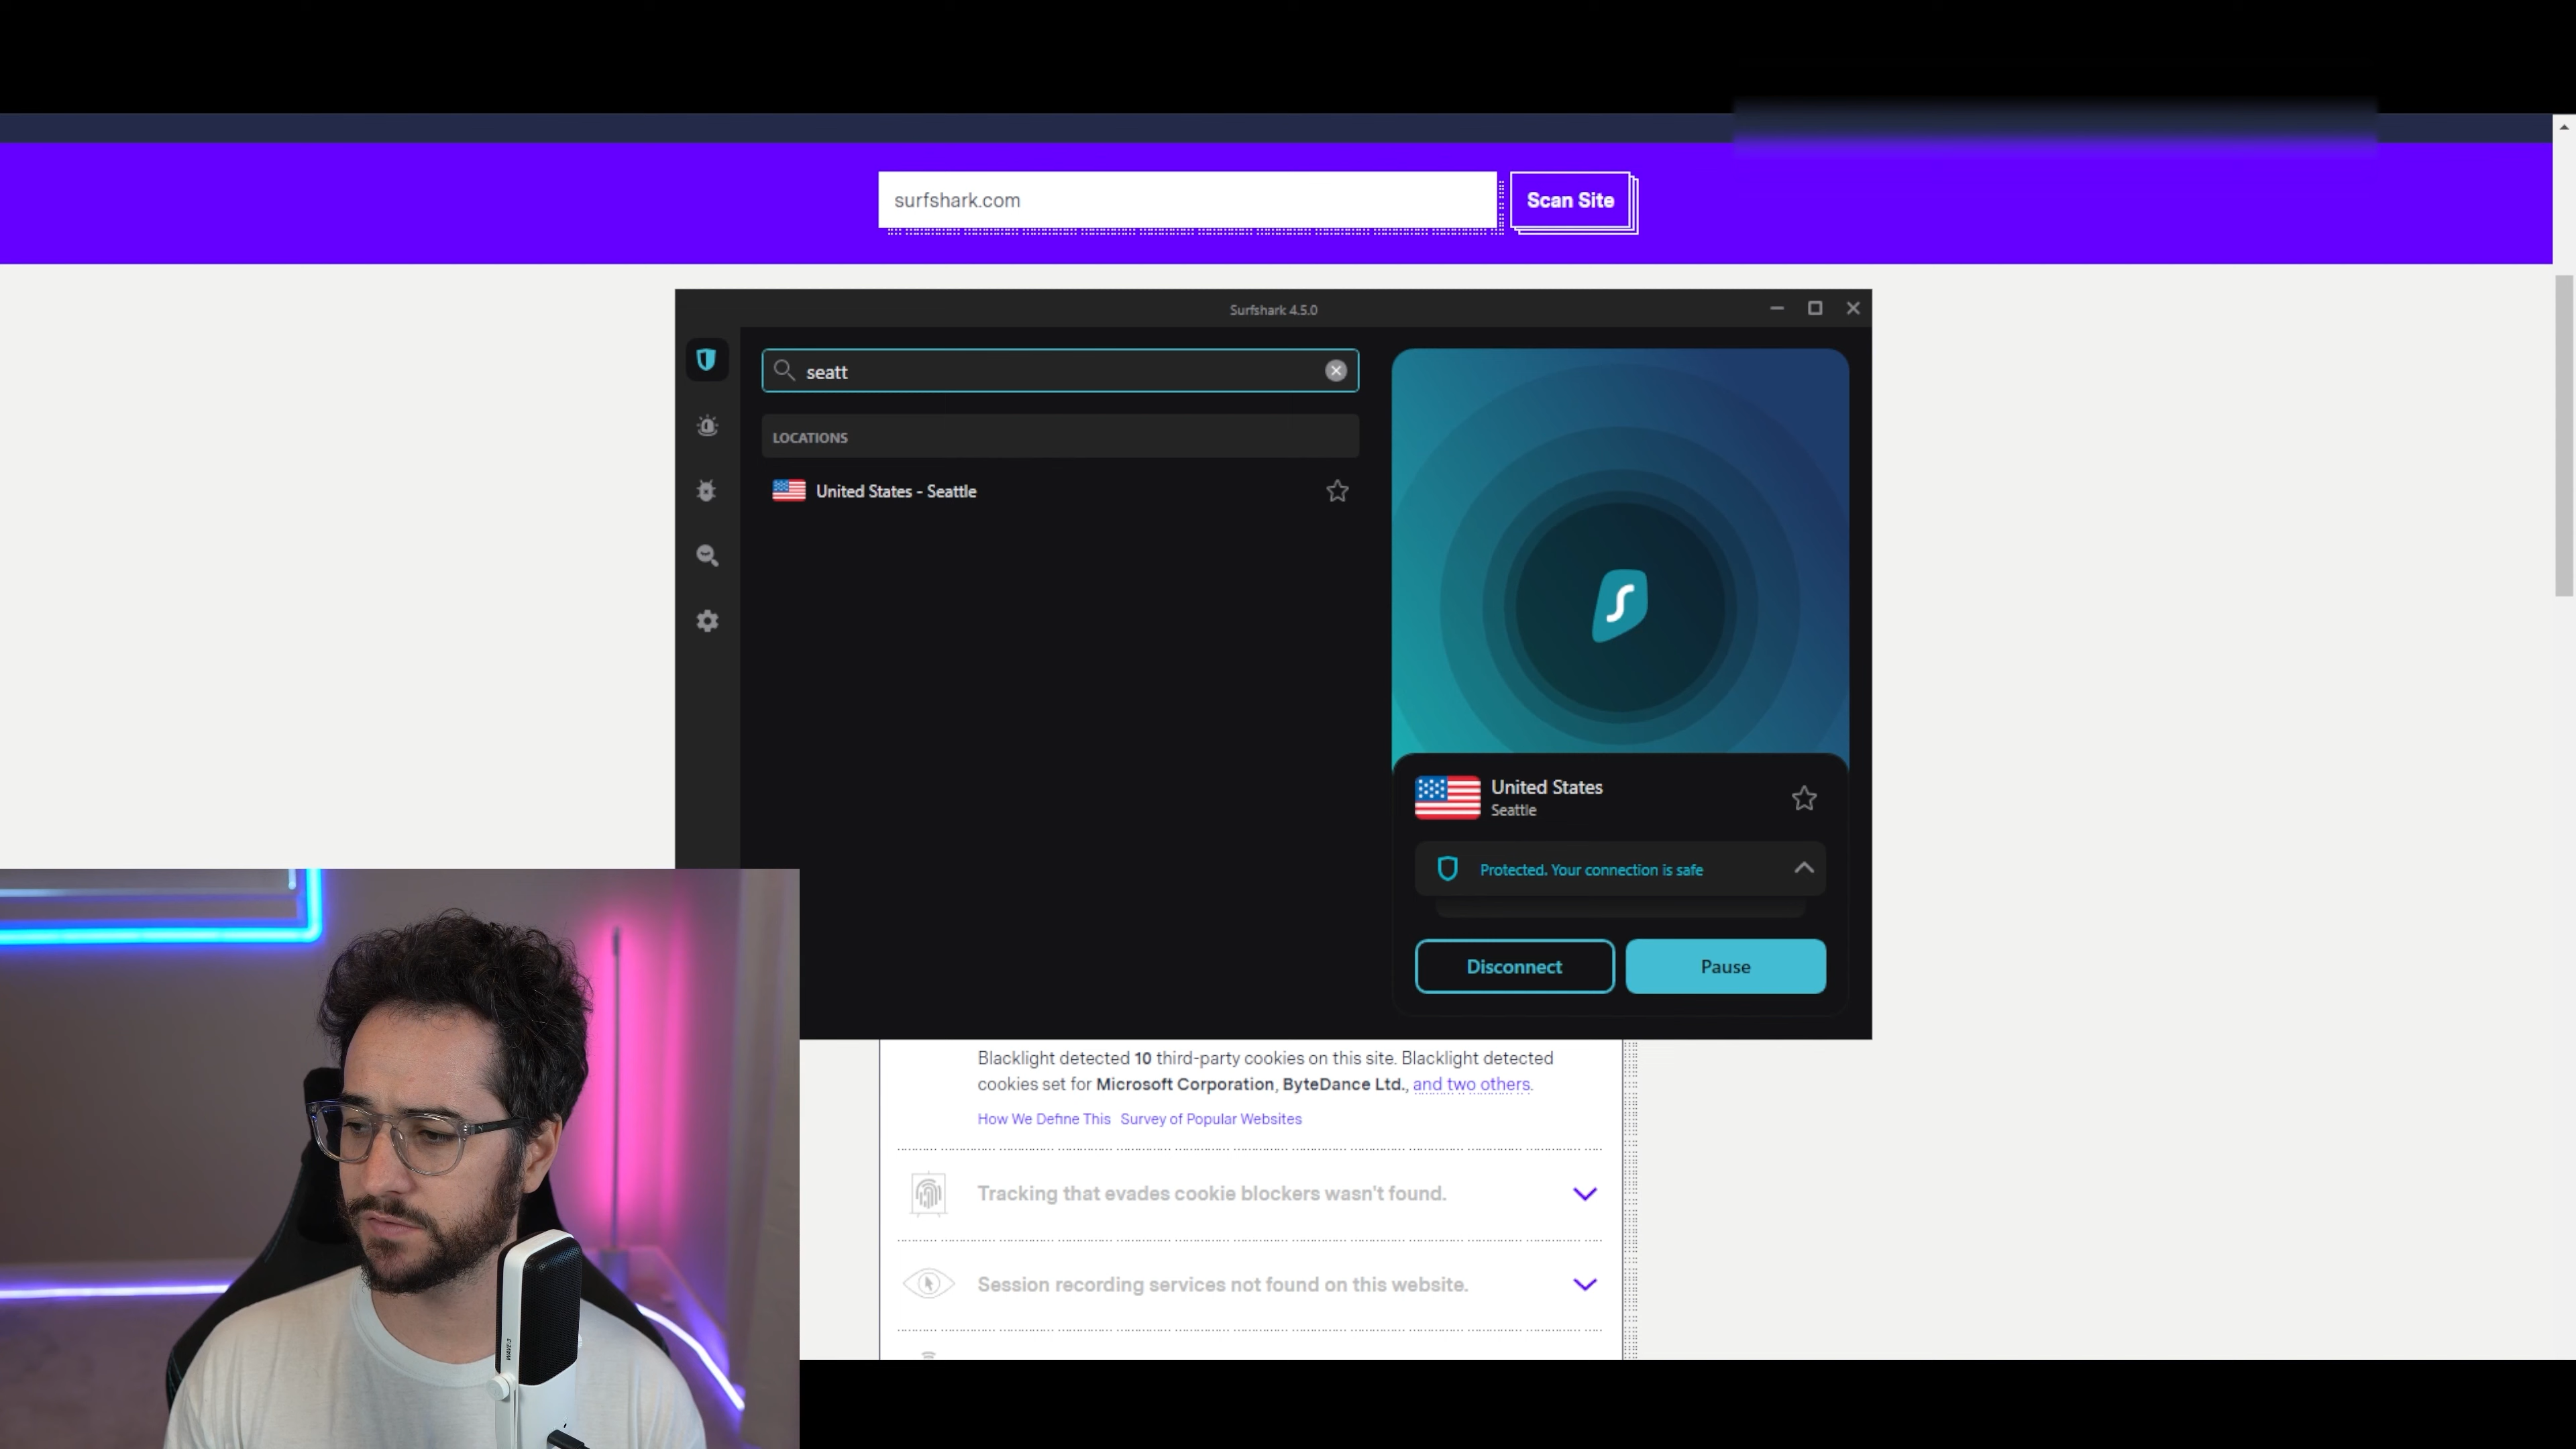 surfshark.com
Scan Site
Surfshark 4.5.0
seatt
LOCATIONS
United States - Seattle
United States
Seattle
Protected. Your connection is safe
Disconnect
Pause
Blacklight detected 10 third-party cookies on this site. Blacklight detected
cookies set for Microsoft Corporation, ByteDance Ltd., and two others.
How We Define This Survey of Popular Websites
Tracking that evades cookie blockers wasn't found.
Session recording services not found on this website.
WAVE:3